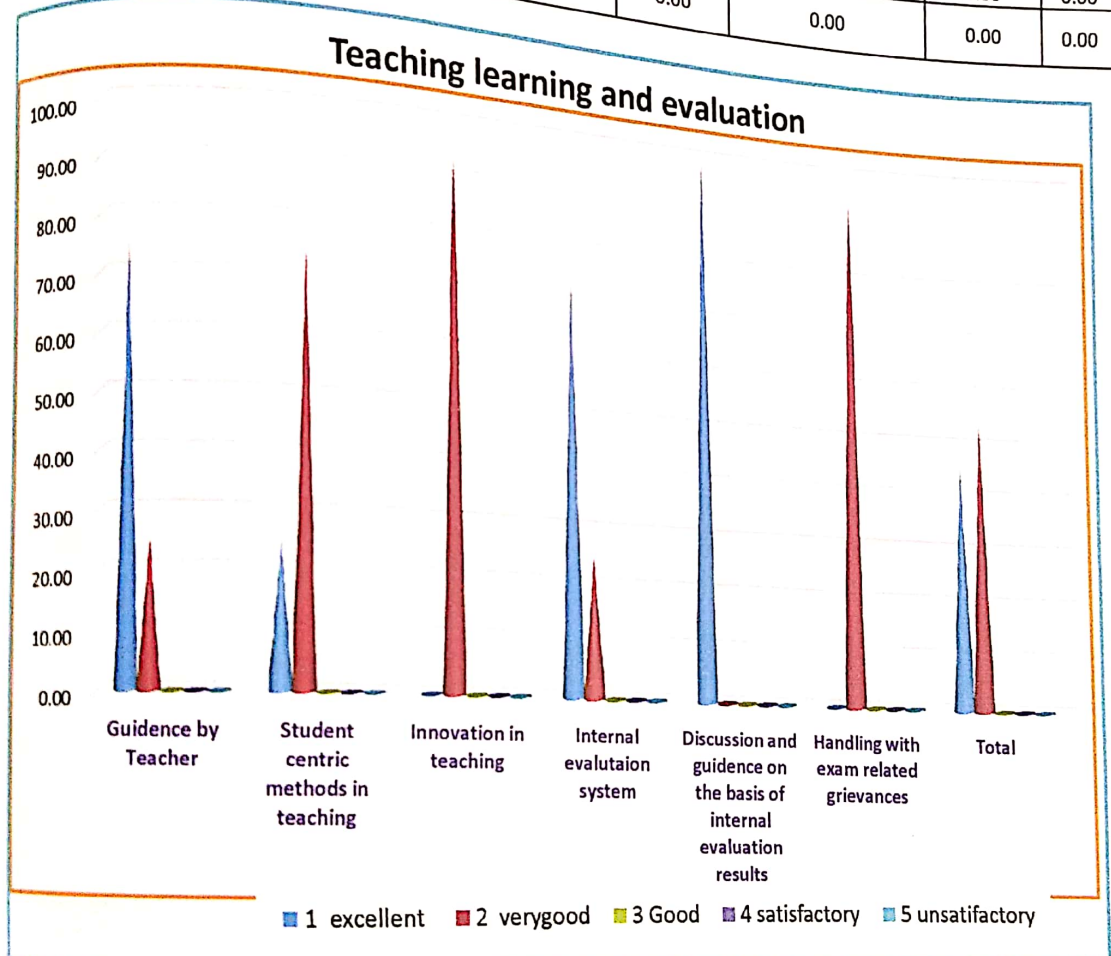 0.00
0.00
0.00
0.00
Teaching learning and evaluation
100.00
90.00
80.00
70.00
60.00
50.00
40.00
30.00
20.00
10.00
0.00
Guidence by
Teacher
Student
centric
methods in
teaching
Innovation in
teaching
Internal
evalutaion
system
Discussion and
guidence on
the basis of
internal
evaluation
results
Handling with
exam related
grievances
Total
1 excellent 2 verygood 3 Good 4 satisfactory 5 unsatifactory